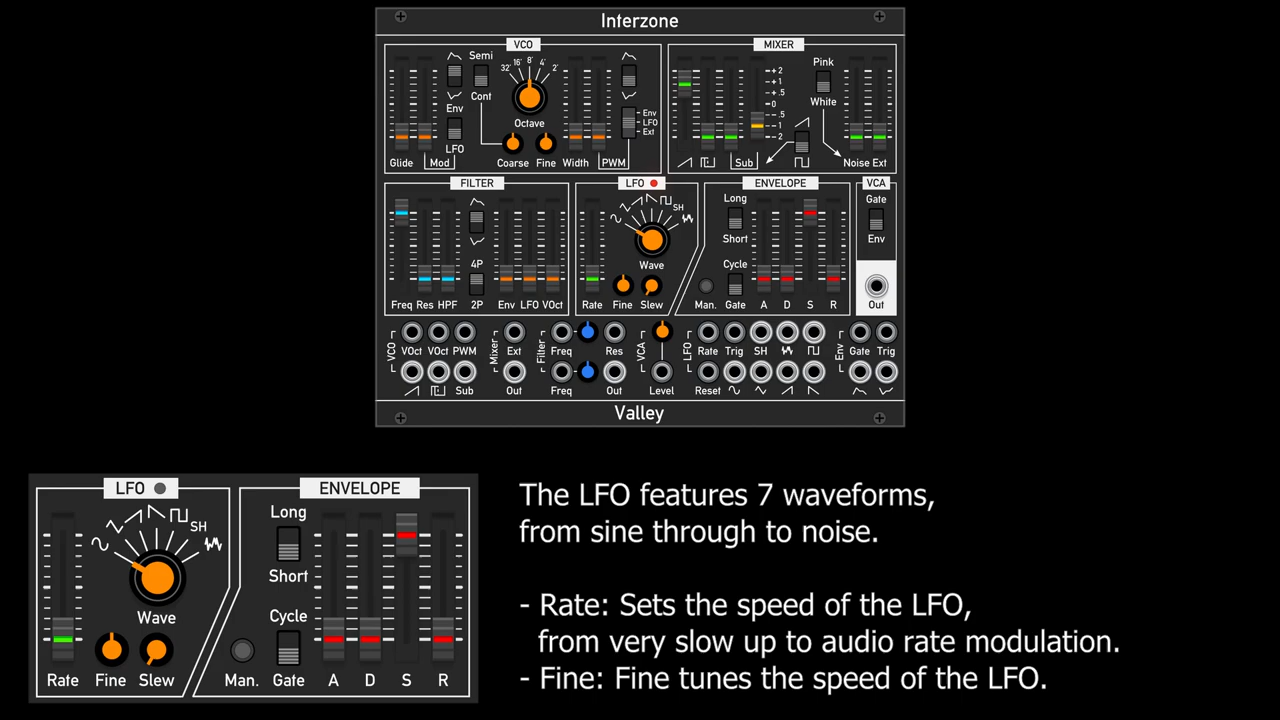 Interzone
VCO
MIXER
Semi
Cont
32' 16' 8' 4' 2'
Octave
Env
LFO
Env
LFO
Ext
Glide Mod Coarse Fine Width PWM
Pink
White
+2
+1
+.5
0
.5
1
2
Sub
Noise Ext
FILTER
LFO
ENVELOPE
VCA
4P
2P
Freq Res HPF Env LFO VOct
SH
Wave
Rate Fine Slew
Long
Short
Cycle
Gate
Man. A D S R
Gate
Env
Out
VCO
VOct VOct PWM
Sub
Mixer
Ext
Out
Filter
Freq Res
Freq Out
VCA
Level
LFO
Rate Trig SH
Reset
Env
Gate Trig
Valley
LFO
ENVELOPE
SH
Wave
Rate Fine Slew
Long
Short
Cycle
Man. Gate A D S R
The LFO features 7 waveforms,
from sine through to noise.
- Rate: Sets the speed of the LFO,
from very slow up to audio rate modulation.
- Fine: Fine tunes the speed of the LFO.